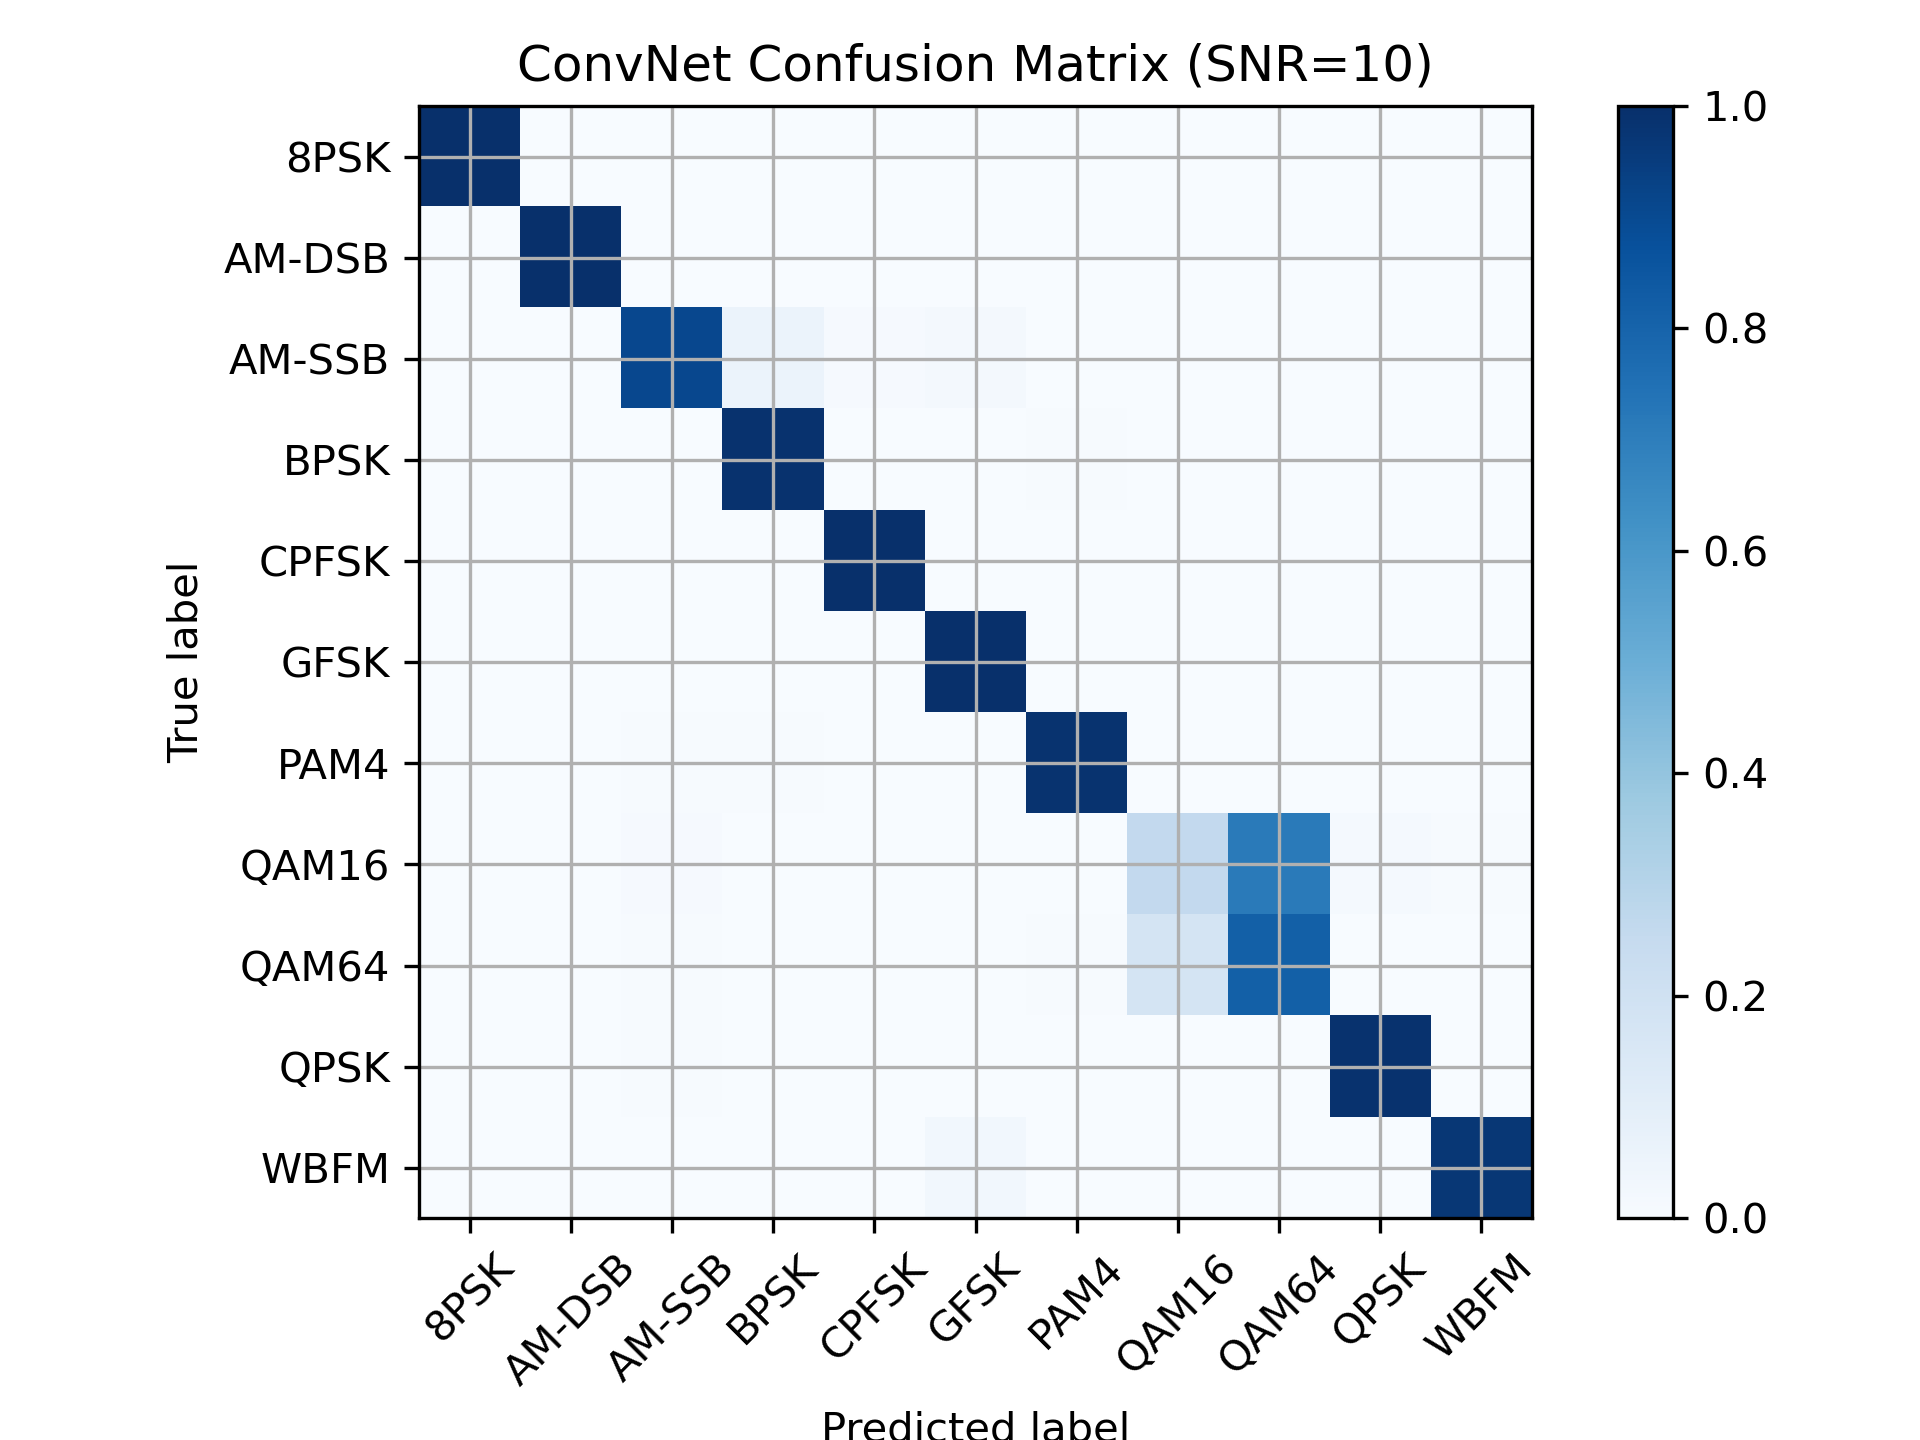 ConvNet Confusion Matrix (SNR=10)
8PSK
AM-DSB
AM-SSB
BPSK
CPFSK
GFSK
PAM4
QAM16
QAM64
QPSK
WBFM
True label
8PSK
AM-DSB
AM-SSB
BPSK
CPFSK
GFSK
PAM4
QAM16
QAM64
QPSK
WBFM
Predicted label
1.0
0.8
0.6
0.4
0.2
0.0